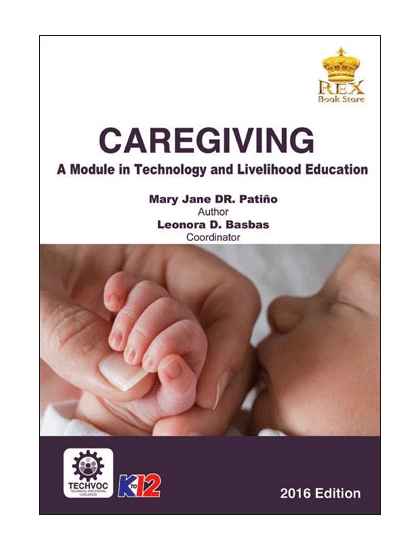 REX
Book Store
CAREGIVING
A Module in Technology and Livelihood Education
Mary Jane DR. Patiño
Author
Leonora D. Basbas
Coordinator
TECHVOC
K TO 12
2016 Edition